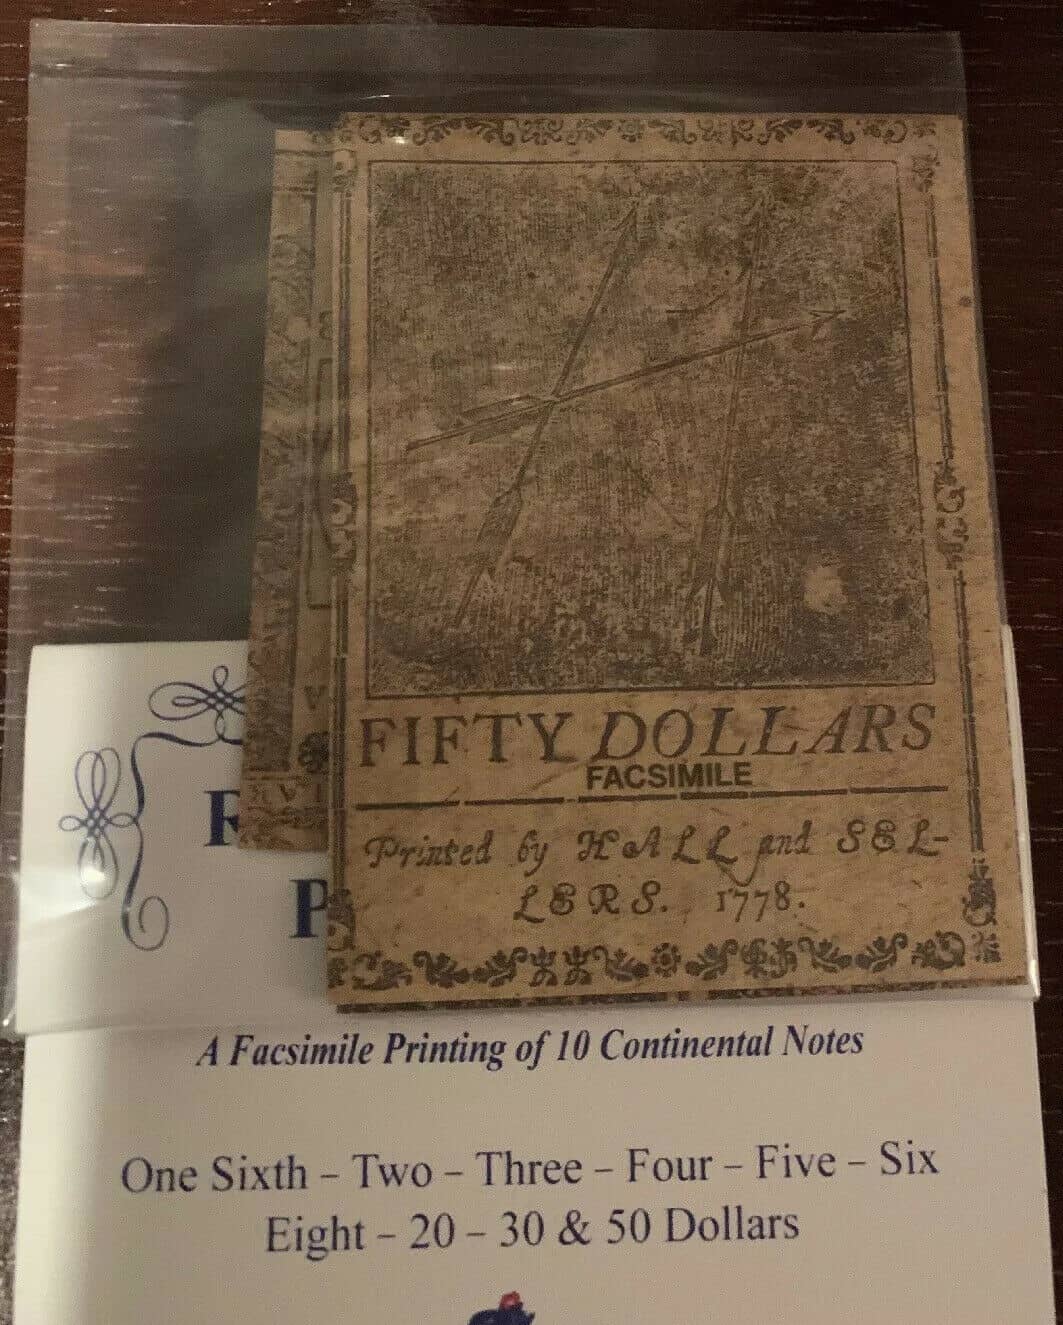 FIFTY DOLLARS
FACSIMILE
Printed by HALL and SEL-
LERS. 1778.
A Facsimile Printing of 10 Continental Notes
One Sixth – Two – Three – Four – Five – Six
Eight – 20 – 30 & 50 Dollars